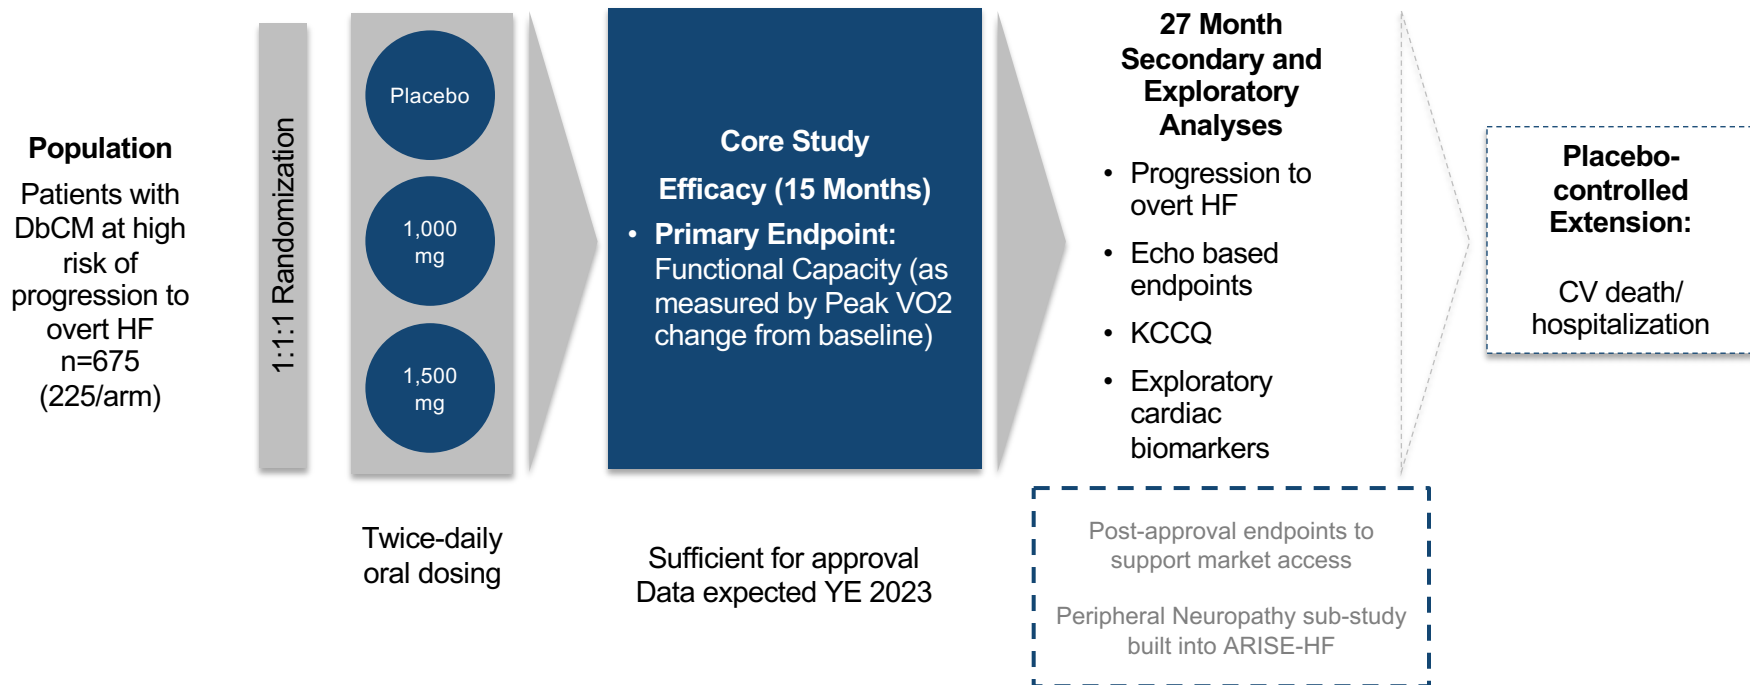 Population
Patients with
DbCM at high
risk of
progression to
overt HF
n=675
(225/arm)
1:1:1 Randomization
Placebo
1,000
mg
1,500
mg
Twice-daily
oral dosing
Core Study
Efficacy (15 Months)
• Primary Endpoint:
Functional Capacity (as
measured by Peak VO2
change from baseline)
Sufficient for approval
Data expected YE 2023
27 Month
Secondary and
Exploratory
Analyses
• Progression to
overt HF
• Echo based
endpoints
• KCCQ
• Exploratory
cardiac
biomarkers
Post-approval endpoints to
support market access
Peripheral Neuropathy sub-study
built into ARISE-HF
Placebo-
controlled
Extension:
CV death/
hospitalization